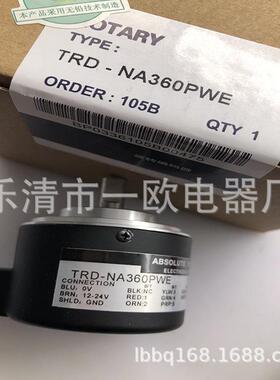 本产品采用无铅技术制造
ROTARY
TYPE:
TRD - NA360PWE
ORDER: 105B
QTY 1
BP0336105B00475
乐清市一欧电器厂
ABSOLUTE
TRD-NA360PWE
CONNECTION
BLU: 0V
BRN: 12-24V
SHLD: GND
BLK:NC
RED:1
ORN:2
lbbq168.1688.c